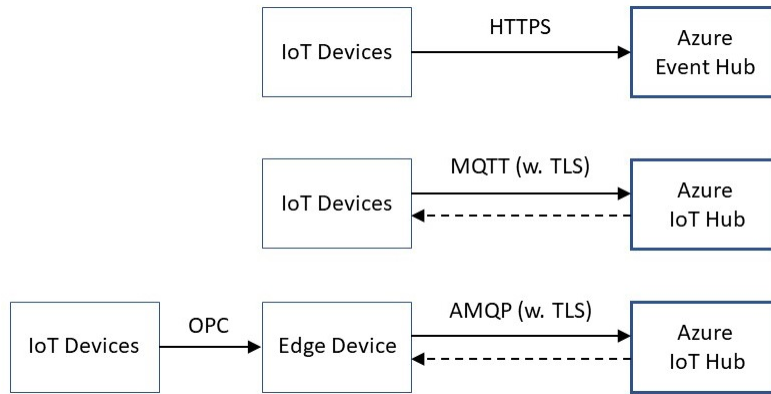 HTTPS
IoT Devices
Azure
Event Hub
MQTT (w. TLS)
IoT Devices
Azure
IoT Hub
OPC
AMQP (w. TLS)
IoT Devices
Edge Device
Azure
IoT Hub